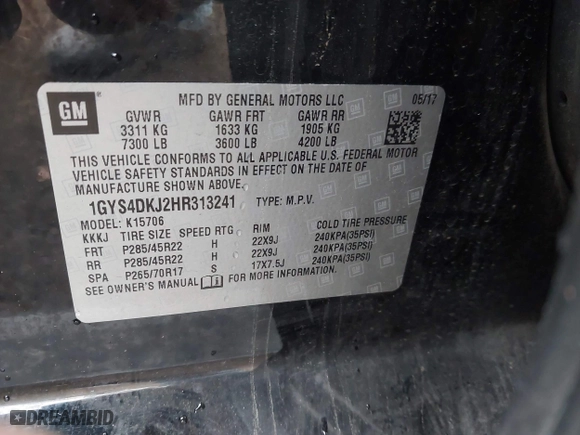 GM
MFD BY GENERAL MOTORS LLC 05/17
GVWR GAWR FRT GAWR RR
3311 KG 1633 KG 1905 KG
7300 LB 3600 LB 4200 LB
THIS VEHICLE CONFORMS TO ALL APPLICABLE U.S. FEDERAL MOTOR
VEHICLE SAFETY STANDARDS IN EFFECT ON THE DATE OF
MANUFACTURE SHOWN ABOVE.
1GYS4DKJ2HR313241 TYPE: M.P.V.
MODEL: K15706
KKKJ TIRE SIZE SPEED RTG RIM COLD TIRE PRESSURE
FRT P285/45R22 H 22X9J 240KPA(35PSI)
RR P285/45R22 H 22X9J 240KPA(35PSI)
SPA P265/70R17 S 17X7.5J 240KPA(35PSI)
SEE OWNER'S MANUAL FOR MORE INFORMATION.
DREAMBID